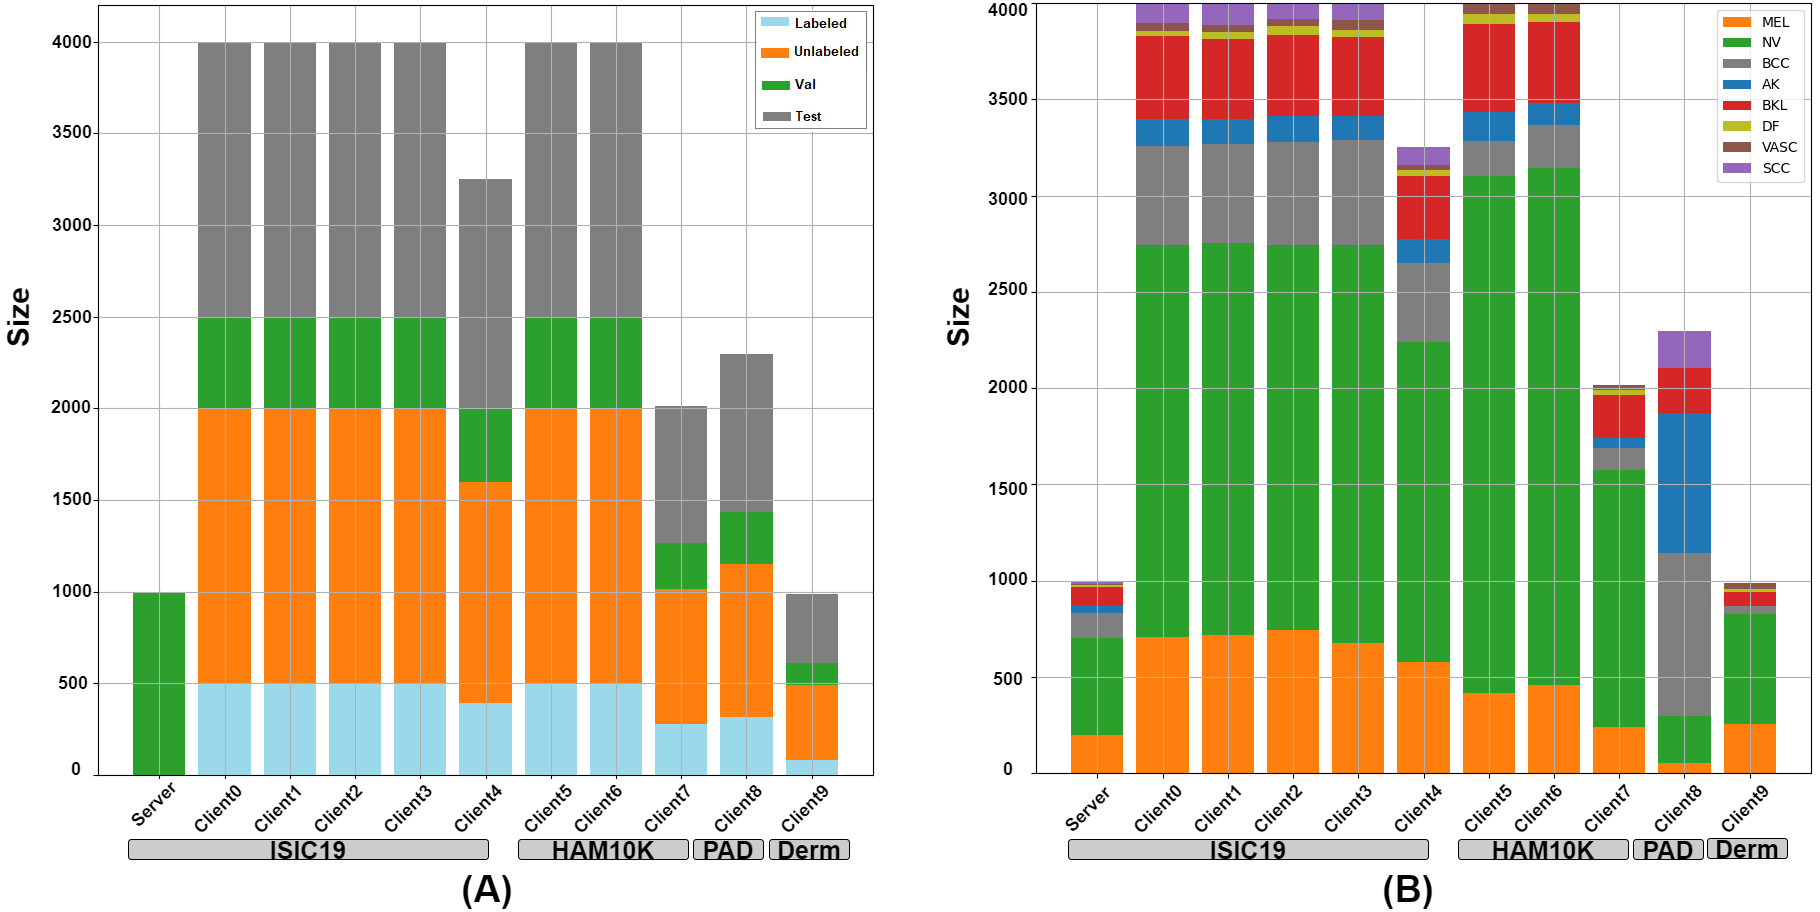 Size
4000
3500
3000
2500
2000
1500
1000
500
0
Labeled
Unlabeled
Val
Test
Server
Client0
Client1
Client2
Client3
Client4
Client5
Client6
Client7
Client8
Client9
ISIC19
HAM10K
PAD
Derm
(A)
Size
4000
3500
3000
2500
2000
1500
1000
500
0
MEL
NV
BCC
AK
BKL
DF
VASC
SCC
Server
Client0
Client1
Client2
Client3
Client4
Client5
Client6
Client7
Client8
Client9
ISIC19
HAM10K
PAD
Derm
(B)